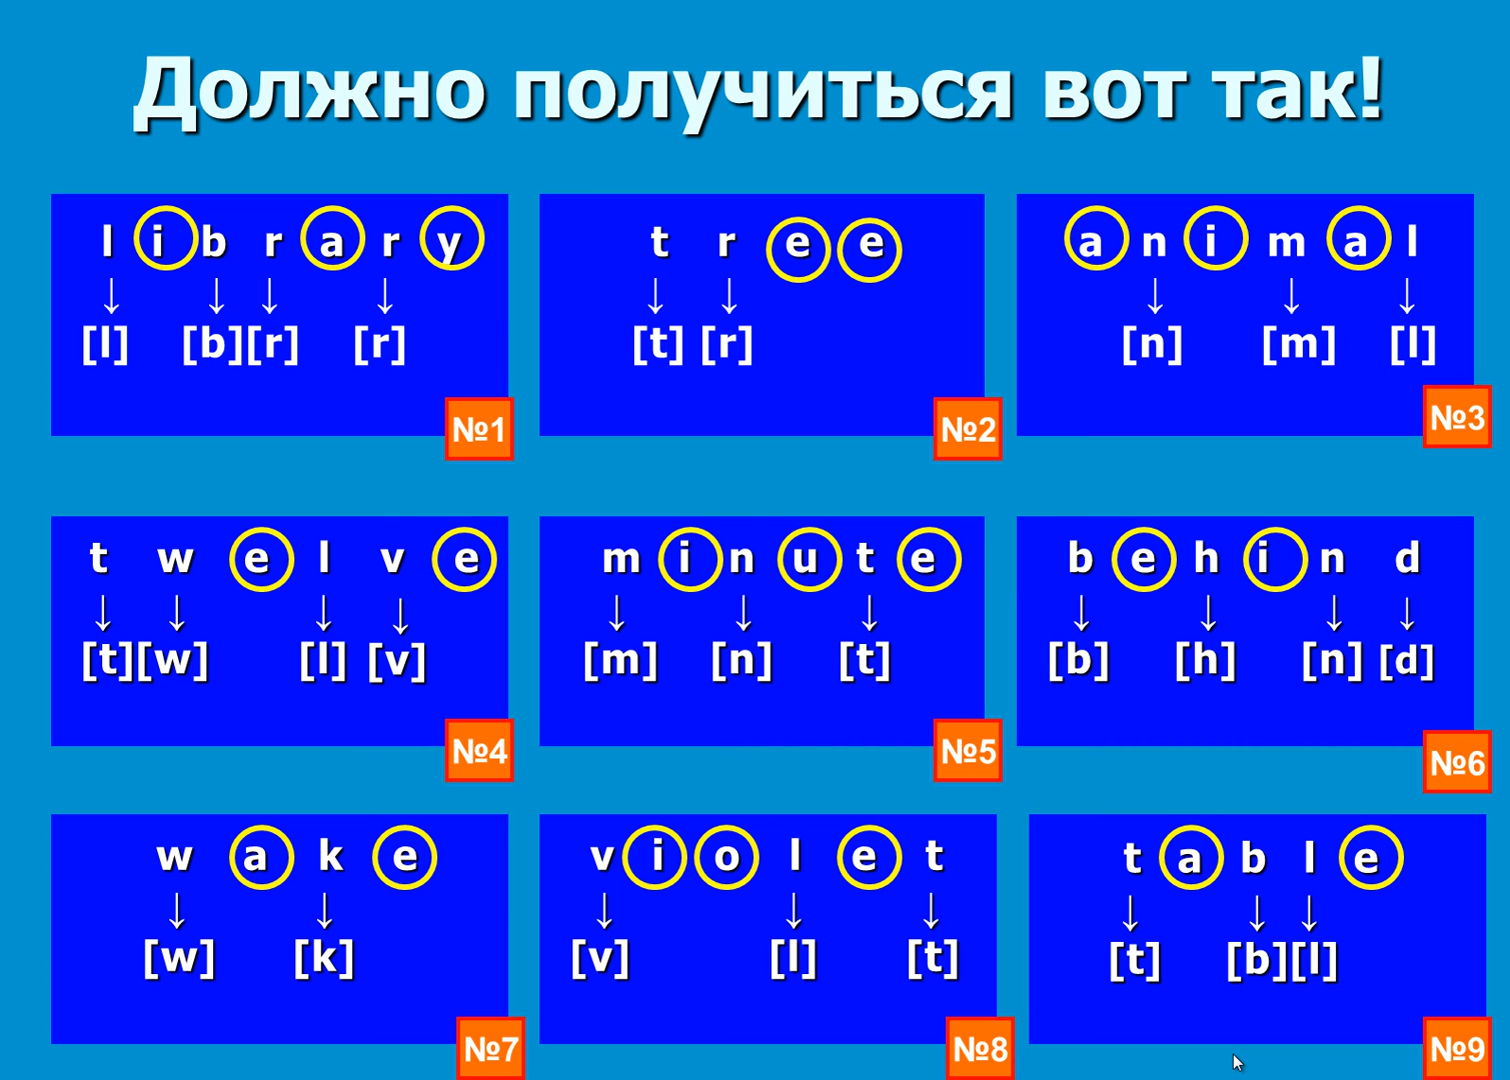 Должно получиться вот так!
l i b r a r y
[l] [b][r] [r]
№1
t r e e
[t] [r]
№2
a n i m a l
[n] [m] [l]
№3
t w e l v e
[t][w] [l] [v]
№4
m i n u t e
[m] [n] [t]
№5
b e h i n d
[b] [h] [n] [d]
№6
w a k e
[w] [k]
№7
v i o l e t
[v] [l] [t]
№8
t a b l e
[t] [b][l]
№9